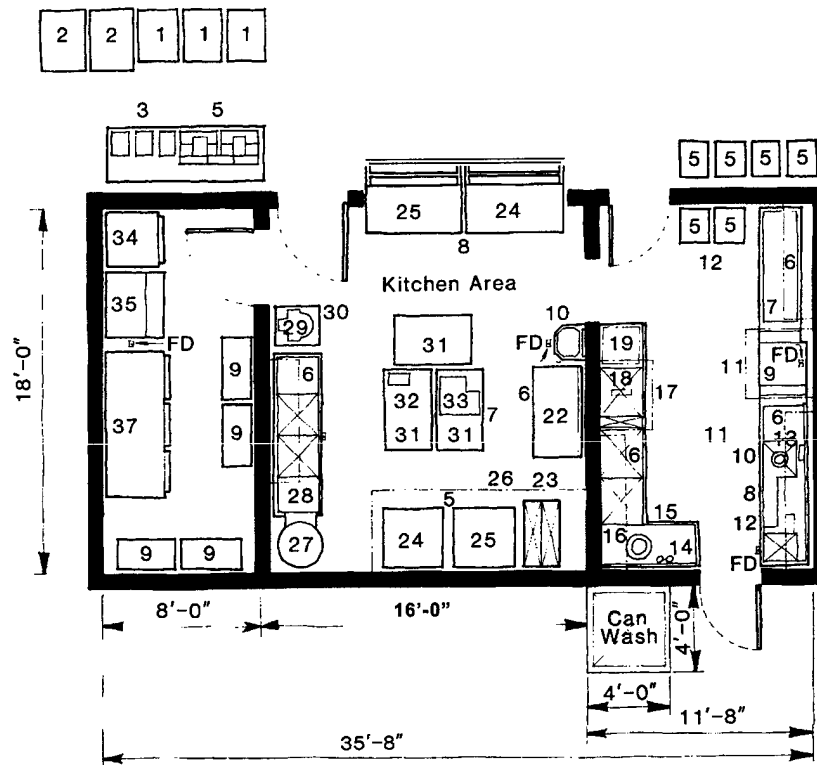 2 2 1 1 1
3 5
5 5 5 5
34 25 24 5 5 6
8 12
35 Kitchen Area 7
29 30 10
FD 31 FD 19 11 FD
18'-0" 9 6 32 33 6 22 18 17 9
37 9 31 31 7 6 11 6 12
10
28 5 26 23 8
15 12
27 24 25 16 14
9 9 FD
8'-0" 16'-0" Can
Wash 4'-0"
4'-0"
11'-8"
35'-8"